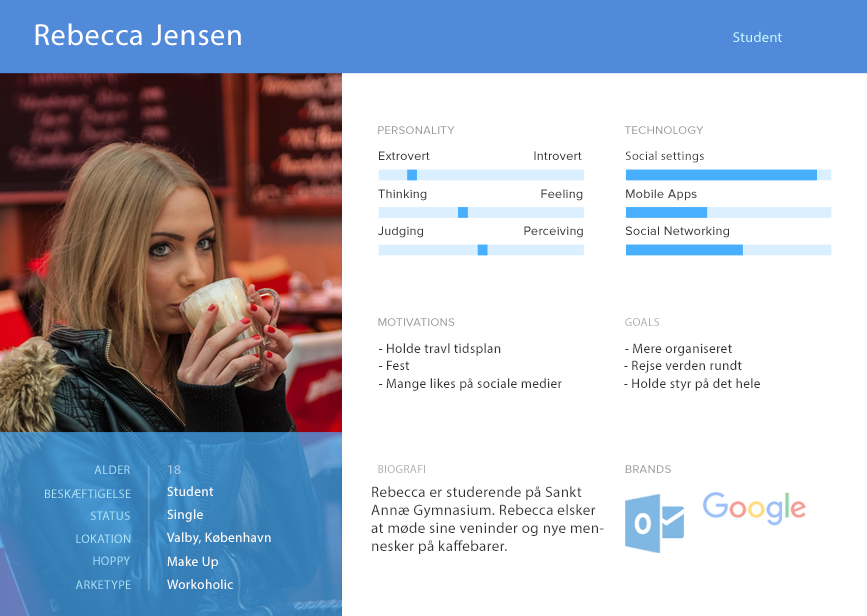 Rebecca Jensen
Student
PERSONALITY
Extrovert Introvert
Thinking Feeling
Judging Perceiving
TECHNOLOGY
Social settings
Mobile Apps
Social Networking
MOTIVATIONS
- Holde travl tidsplan
- Fest
- Mange likes på sociale medier
GOALS
- Mere organiseret
- Rejse verden rundt
- Holde styr på det hele
ALDER 18
BESKÆFTIGELSE Student
STATUS Single
LOKATION Valby, København
HOPPY Make Up
ARKETYPE Workoholic
BIOGRAFI
Rebecca er studerende på Sankt
Annæ Gymnasium. Rebecca elsker
at møde sine veninder og nye men-
nesker på kaffebarer.
BRANDS
Google